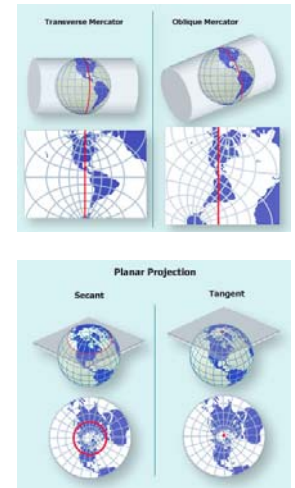 Transverse Mercator
Oblique Mercator
Planar Projection
Secant
Tangent